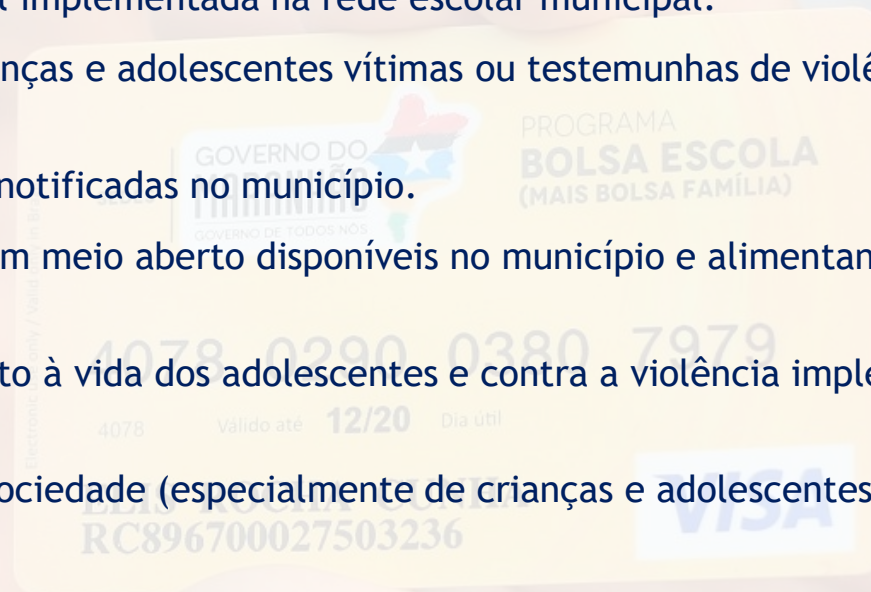 implementada na rede escolar municipal.
nças e adolescentes vítimas ou testemunhas de violê
PROGRAMA
GOVERNO DO
BOLSA ESCOLA
(MAIS BOLSA FAMÍLIA)
notificadas no município.
MARANHÃO
GOVERNO DE TODOS NÓS
m meio aberto disponíveis no município e alimentan
4078 0290 0380 7979
to à vida dos adolescentes e contra a violência imple
4078 Válido até 12/20 Dia útil
ociedade (especialmente de crianças e adolescentes
CUNHA
VISA
RC896700027503236